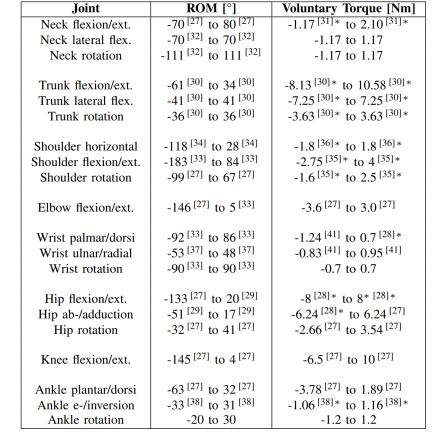 Joint ROM [°] Voluntary Torque [Nm]
Neck flexion/ext. -70 [27] to 80 [27] -1.17 [31]* to 2.10 [31]*
Neck lateral flex. -70 [32] to 70 [32] -1.17 to 1.17
Neck rotation -111 [32] to 111 [32] -1.17 to 1.17
Trunk flexion/ext. -61 [30] to 34 [30] -8.13 [30]* to 10.58 [30]*
Trunk lateral flex. -41 [30] to 41 [30] -7.25 [30]* to 7.25 [30]*
Trunk rotation -36 [30] to 36 [30] -3.63 [30]* to 3.63 [30]*
Shoulder horizontal -118 [34] to 28 [34] -1.8 [36]* to 1.8 [36]*
Shoulder flexion/ext. -183 [33] to 84 [33] -2.75 [35]* to 4 [35]*
Shoulder rotation -99 [27] to 67 [27] -1.6 [35]* to 2.5 [35]*
Elbow flexion/ext. -146 [27] to 5 [33] -3.6 [27] to 3.0 [27]
Wrist palmar/dorsi -92 [33] to 86 [33] -1.24 [41] to 0.7 [28]*
Wrist ulnar/radial -53 [37] to 48 [37] -0.83 [41] to 0.95 [41]
Wrist rotation -90 [33] to 90 [33] -0.7 to 0.7
Hip flexion/ext. -133 [27] to 20 [29] -8 [28]* to 8* [28]*
Hip ab-/adduction -51 [29] to 17 [29] -6.24 [28]* to 6.24 [27]
Hip rotation -32 [27] to 41 [27] -2.66 [27] to 3.54 [27]
Knee flexion/ext. -145 [27] to 4 [27] -6.5 [27] to 10 [27]
Ankle plantar/dorsi -63 [27] to 32 [27] -3.78 [27] to 1.89 [27]
Ankle e-/inversion -33 [38] to 31 [38] -1.06 [38]* to 1.16 [38]*
Ankle rotation -20 to 30 -1.2 to 1.2